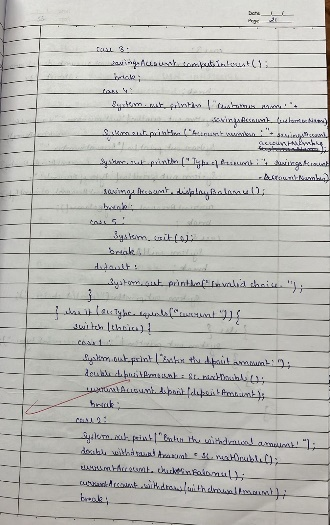 Date / /
Page 21
case 3:
savingsAccount.computeInterest();
break;
case 4:
System.out.println ("Customer name: "+
savingsAccount.customerName)
System.out.println ("Account number: "+ savingsAccount
accountNumber);
System.out.println ("Type of Account: "+ savingsAccount
.AccountNumber)
savingsAccount.displayBalance();
break;
case 5:
System.exit(0);
break;
default:
System.out.println("Invalid choice. ");
}
} else if (accType.equals("current")) {
switch (choice) {
case 1:
System.out.print ("Enter the deposit amount: ");
double depositAmount = sc.nextDouble();
currentAccount.deposit(depositAmount);
break;
case 2:
System.out.print ("Enter the withdrawal amount: ");
double withdrawalAmount = sc.nextDouble();
currentAccount.checkMinBalance();
currentAccount.withdraw(withdrawalAmount);
break;